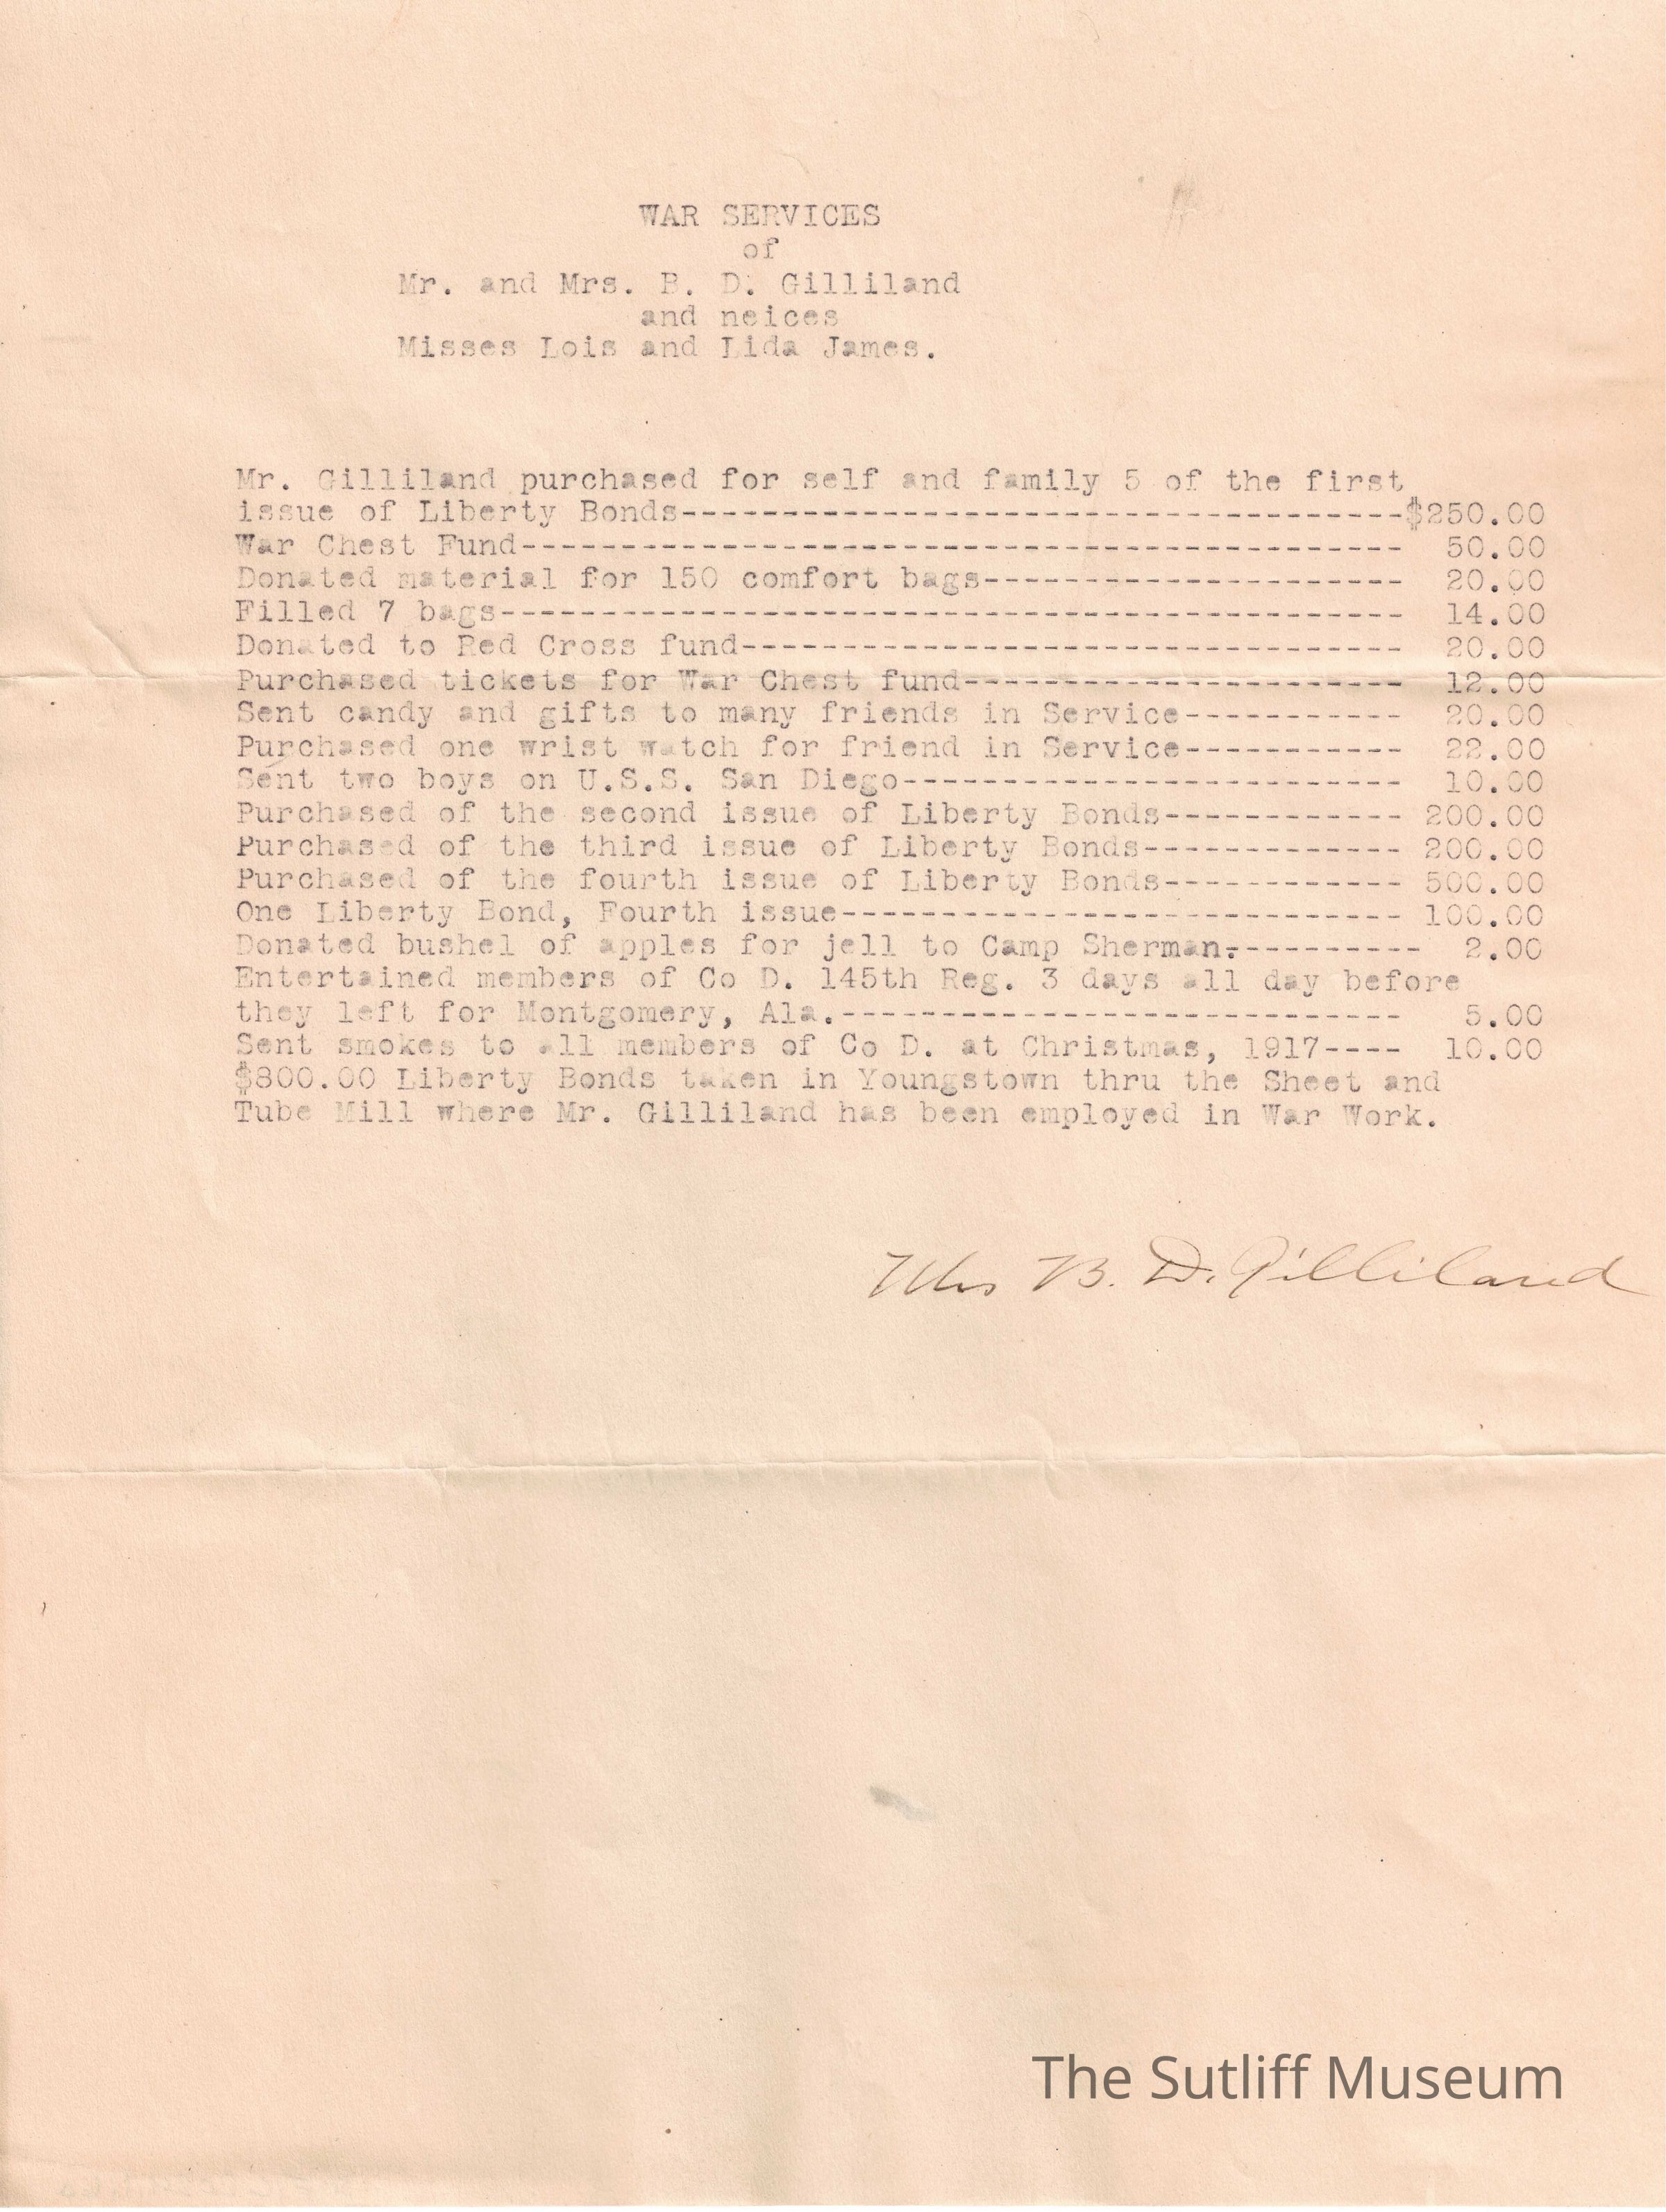 WAR SERVICES
of
Mr. and Mrs. B. D. Gilliland
and neices
Misses Lois and Lida James.
Mr. Gilliland purchased for self and family 5 of the first
issue of Liberty Bonds------------------------------------$250.00
War Chest Fund-------------------------------------------- 50.00
Donated material for 150 comfort bags--------------------- 20.00
Filled 7 bags--------------------------------------------- 14.00
Donated to Red Cross fund--------------------------------- 20.00
Purchased tickets for War Chest fund---------------------- 12.00
Sent candy and gifts to many friends in Service----------- 20.00
Purchased one wrist watch for friend in Service----------- 22.00
Sent two boys on U.S.S. San Diego------------------------- 10.00
Purchased of the second issue of Liberty Bonds------------ 200.00
Purchased of the third issue of Liberty Bonds------------- 200.00
Purchased of the fourth issue of Liberty Bonds------------ 500.00
One Liberty Bond, Fourth issue---------------------------- 100.00
Donated bushel of apples for jell to Camp Sherman.---------- 2.00
Entertained members of Co D. 145th Reg. 3 days all day before
they left for Montgomery, Ala.---------------------------- 5.00
Sent smokes to all members of Co D. at Christmas, 1917---- 10.00
$800.00 Liberty Bonds taken in Youngstown thru the Sheet and
Tube Mill where Mr. Gilliland has been employed in War Work.
Mrs B. D. Gilliland
The Sutliff Museum